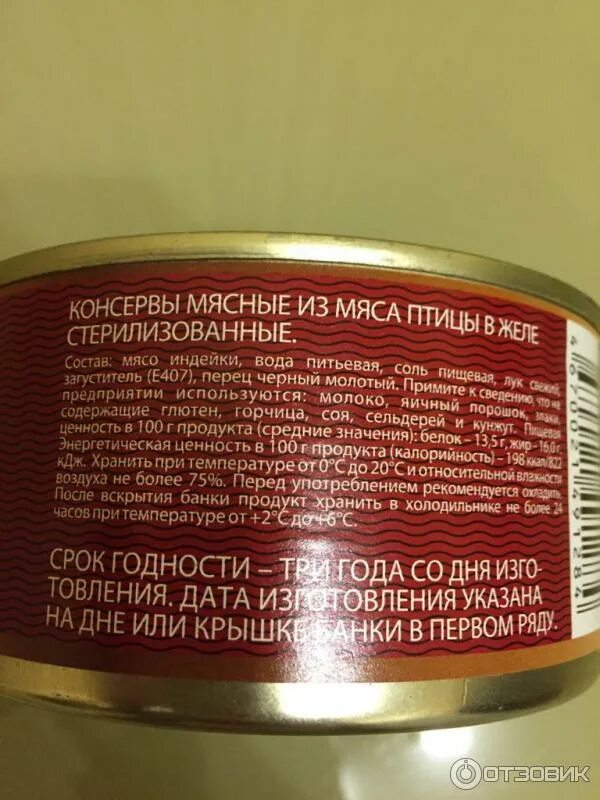 КОНСЕРВЫ МЯСНЫЕ ИЗ МЯСА ПТИЦЫ В ЖЕЛЕ
СТЕРИЛИЗОВАННЫЕ.
Состав: мясо индейки, вода питьевая, соль пищевая, лук свежий,
загуститель (Е407), перец черный молотый. Примите к сведению, что на
предприятии используются: молоко, яичный порошок, злаки,
содержащие глютен, горчица, соя, сельдерей и кунжут. Пищевая
ценность в 100 г продукта (средние значения): белок – 13,5 г, жир – 16,0 г.
Энергетическая ценность в 100 г продукта (калорийность) – 198 ккал/822
кДж. Хранить при температуре от 0°С до 20°С и относительной влажности
воздуха не более 75%. Перед употреблением рекомендуется охладить.
После вскрытия банки продукт хранить в холодильнике не более 24
часов при температуре от +2°С до +6°С.
СРОК ГОДНОСТИ – ТРИ ГОДА СО ДНЯ ИЗГО-
ТОВЛЕНИЯ. ДАТА ИЗГОТОВЛЕНИЯ УКАЗАНА
НА ДНЕ ИЛИ КРЫШКЕ БАНКИ В ПЕРВОМ РЯДУ.
4 670021 491284
ОТЗОВИК